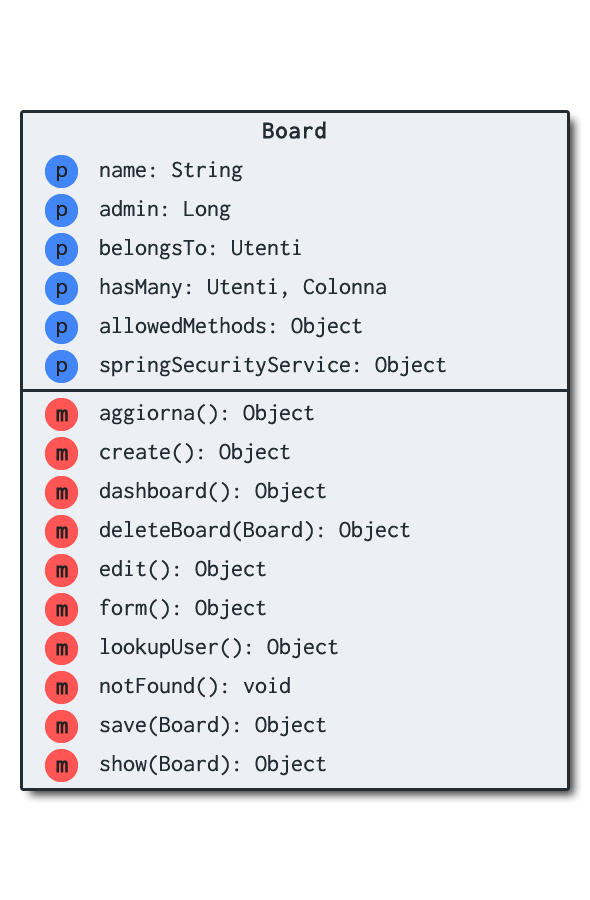 Board
p name: String
p admin: Long
p belongsTo: Utenti
p hasMany: Utenti, Colonna
p allowedMethods: Object
p springSecurityService: Object
m aggiorna(): Object
m create(): Object
m dashboard(): Object
m deleteBoard(Board): Object
m edit(): Object
m form(): Object
m lookupUser(): Object
m notFound(): void
m save(Board): Object
m show(Board): Object